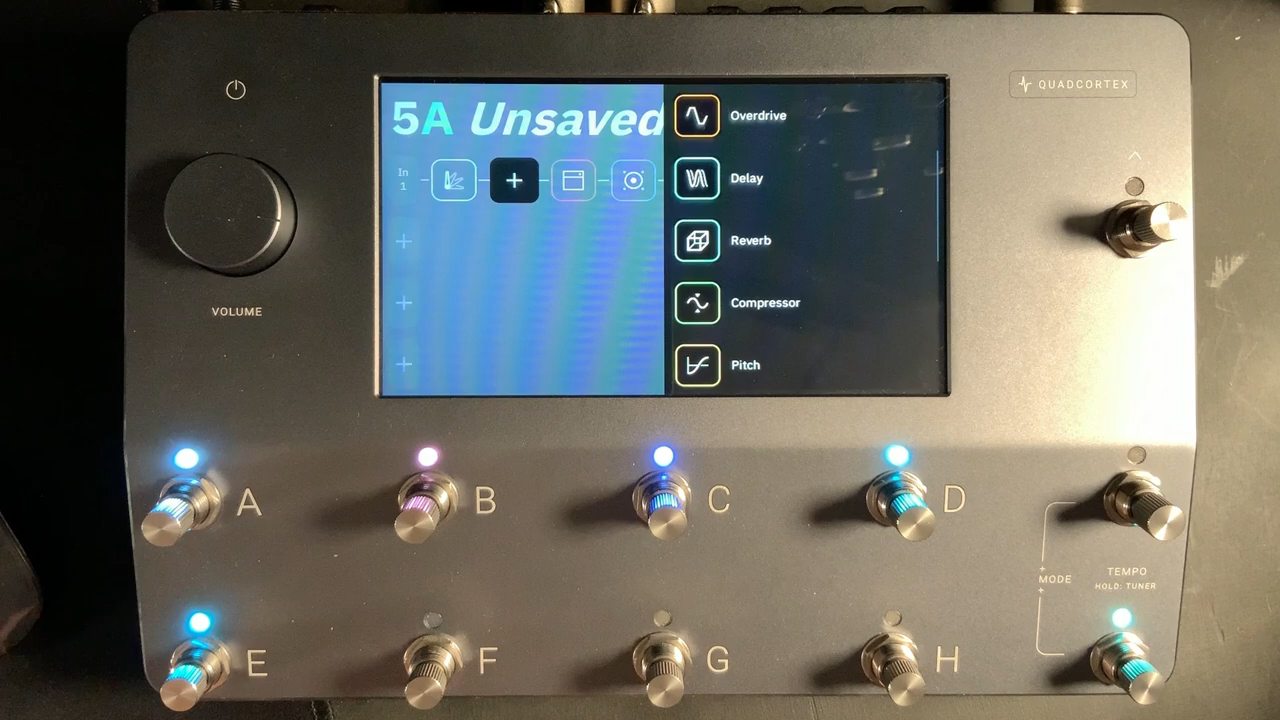 QUADCORTEX
5A Unsaved
In
1
Overdrive
Delay
Reverb
Compressor
Pitch
VOLUME
A
B
C
D
MODE
TEMPO
HOLD: TUNER
E
F
G
H